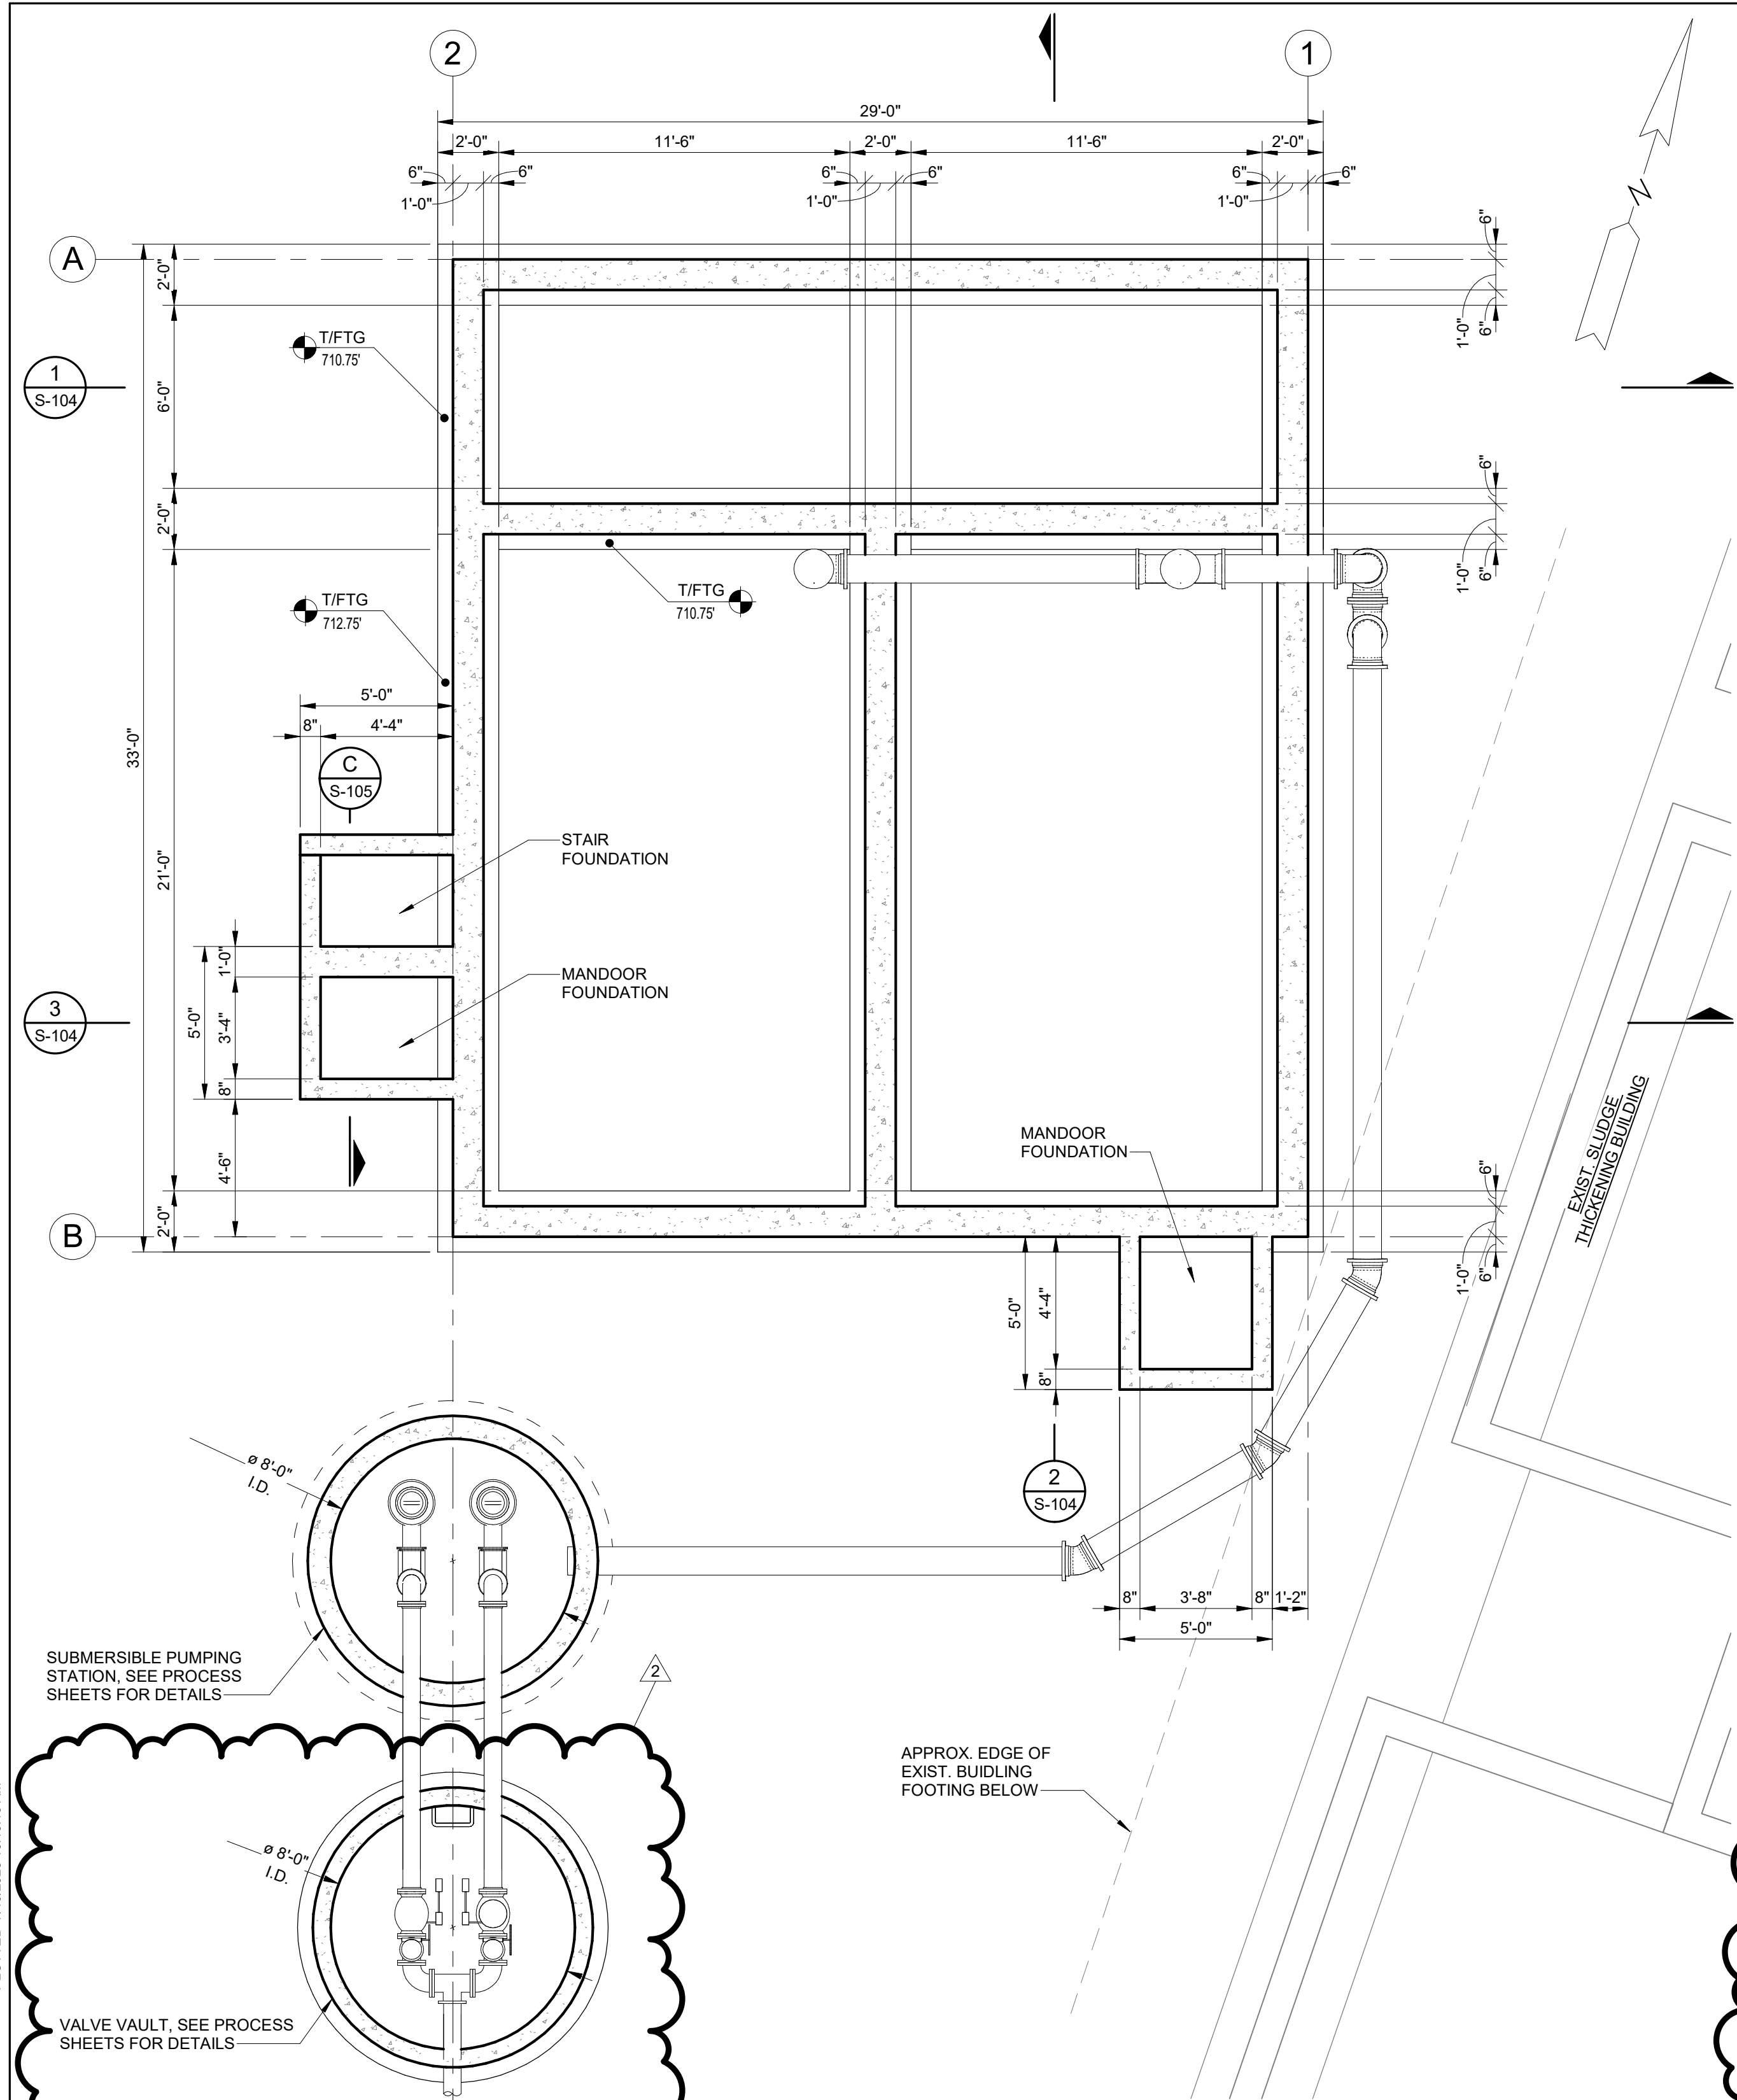 2
1
29'-0"
2'-0"
11'-6"
2'-0"
11'-6"
2'-0"
6"
6"
6"
6"
6"
6"
1'-0"
1'-0"
1'-0"
N
A
2'-0"
6"
1'-0"
6"
T/FTG
710.75'
1
S-104
6'-0"
2'-0"
6"
1'-0"
6"
T/FTG
710.75'
T/FTG
712.75'
5'-0"
8"
4'-4"
33'-0"
C
S-105
21'-0"
STAIR
FOUNDATION
1'-0"
MANDOOR
FOUNDATION
5'-0"
3'-4"
8"
3
S-104
4'-6"
MANDOOR
FOUNDATION
EXIST. SLUDGE
THICKENING BUILDING
B
2'-0"
6"
1'-0"
6"
5'-0"
4'-4"
8"
ø 8'-0"
I.D.
2
S-104
8"
3'-8"
8"
1'-2"
5'-0"
SUBMERSIBLE PUMPING
STATION, SEE PROCESS
SHEETS FOR DETAILS
2
APPROX. EDGE OF
EXIST. BUIDLING
FOOTING BELOW
ø 8'-0"
I.D.
VALVE VAULT, SEE PROCESS
SHEETS FOR DETAILS